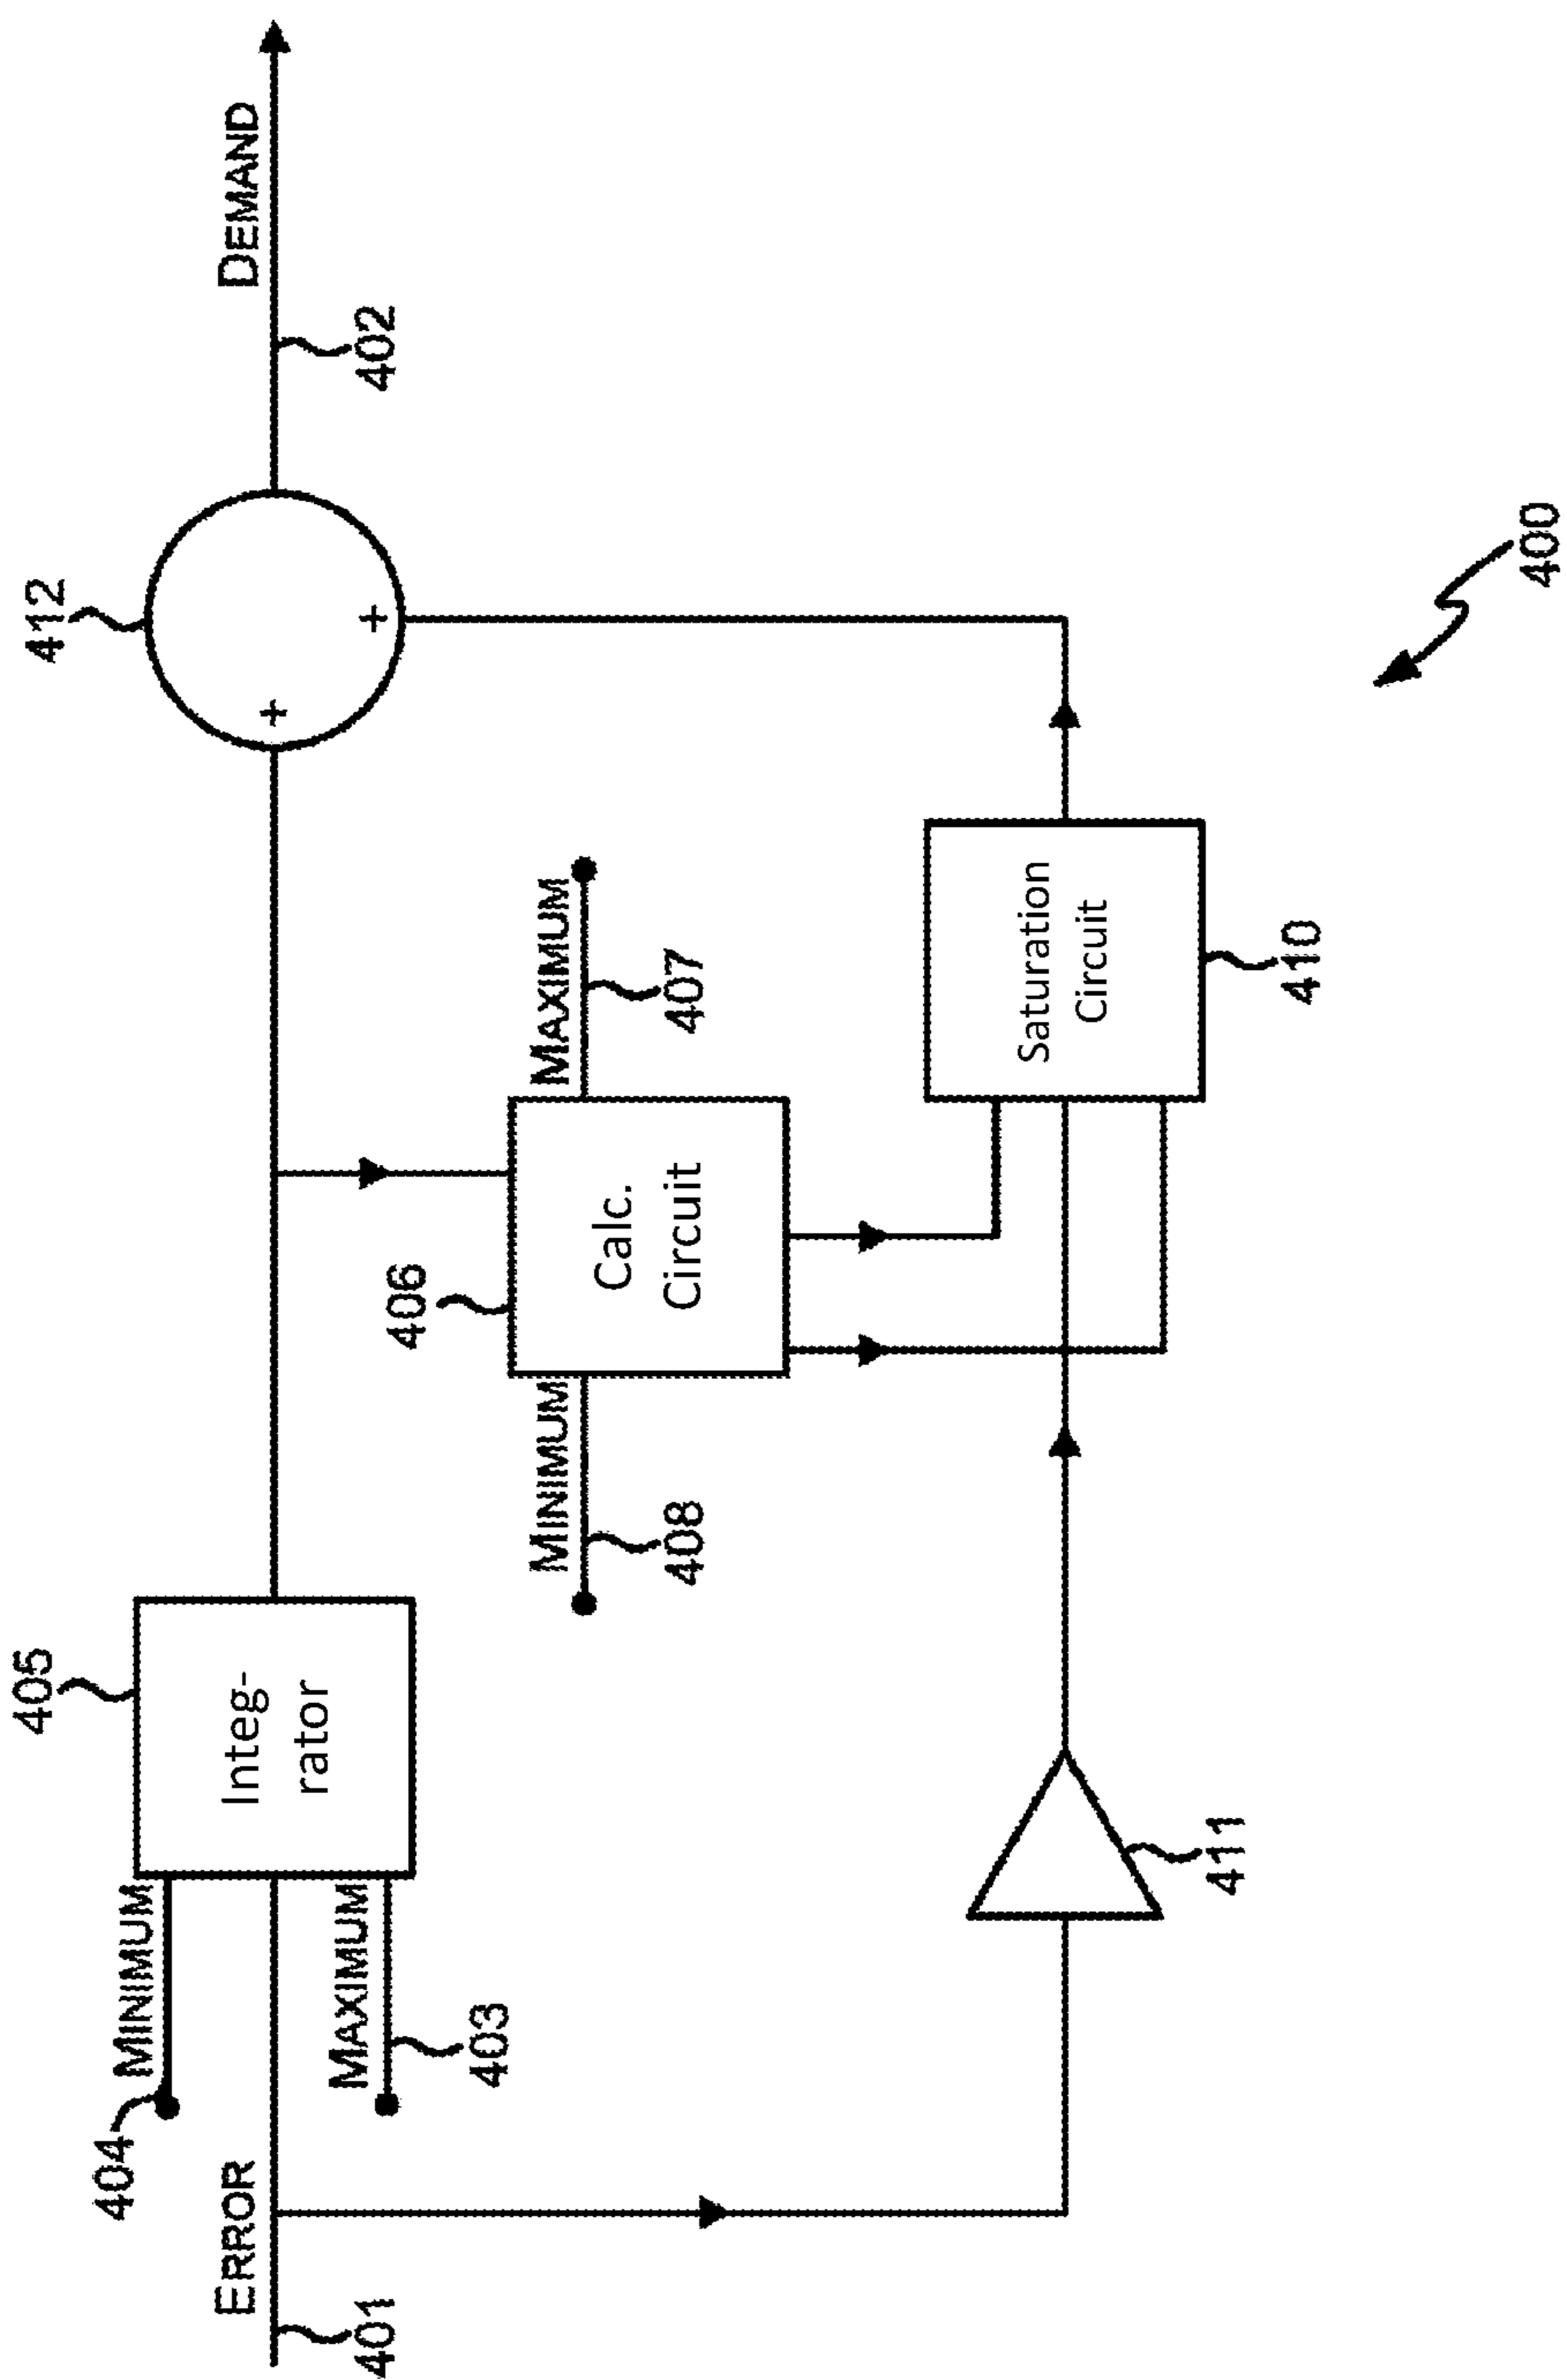 412
DEMAND
402
405
Integ-
rator
404
MINIMUM
MAXIMUM
403
ERROR
401
406
Calc.
Circuit
MAXIMUM
407
MINIMUM
408
Saturation
Circuit
410
411
400